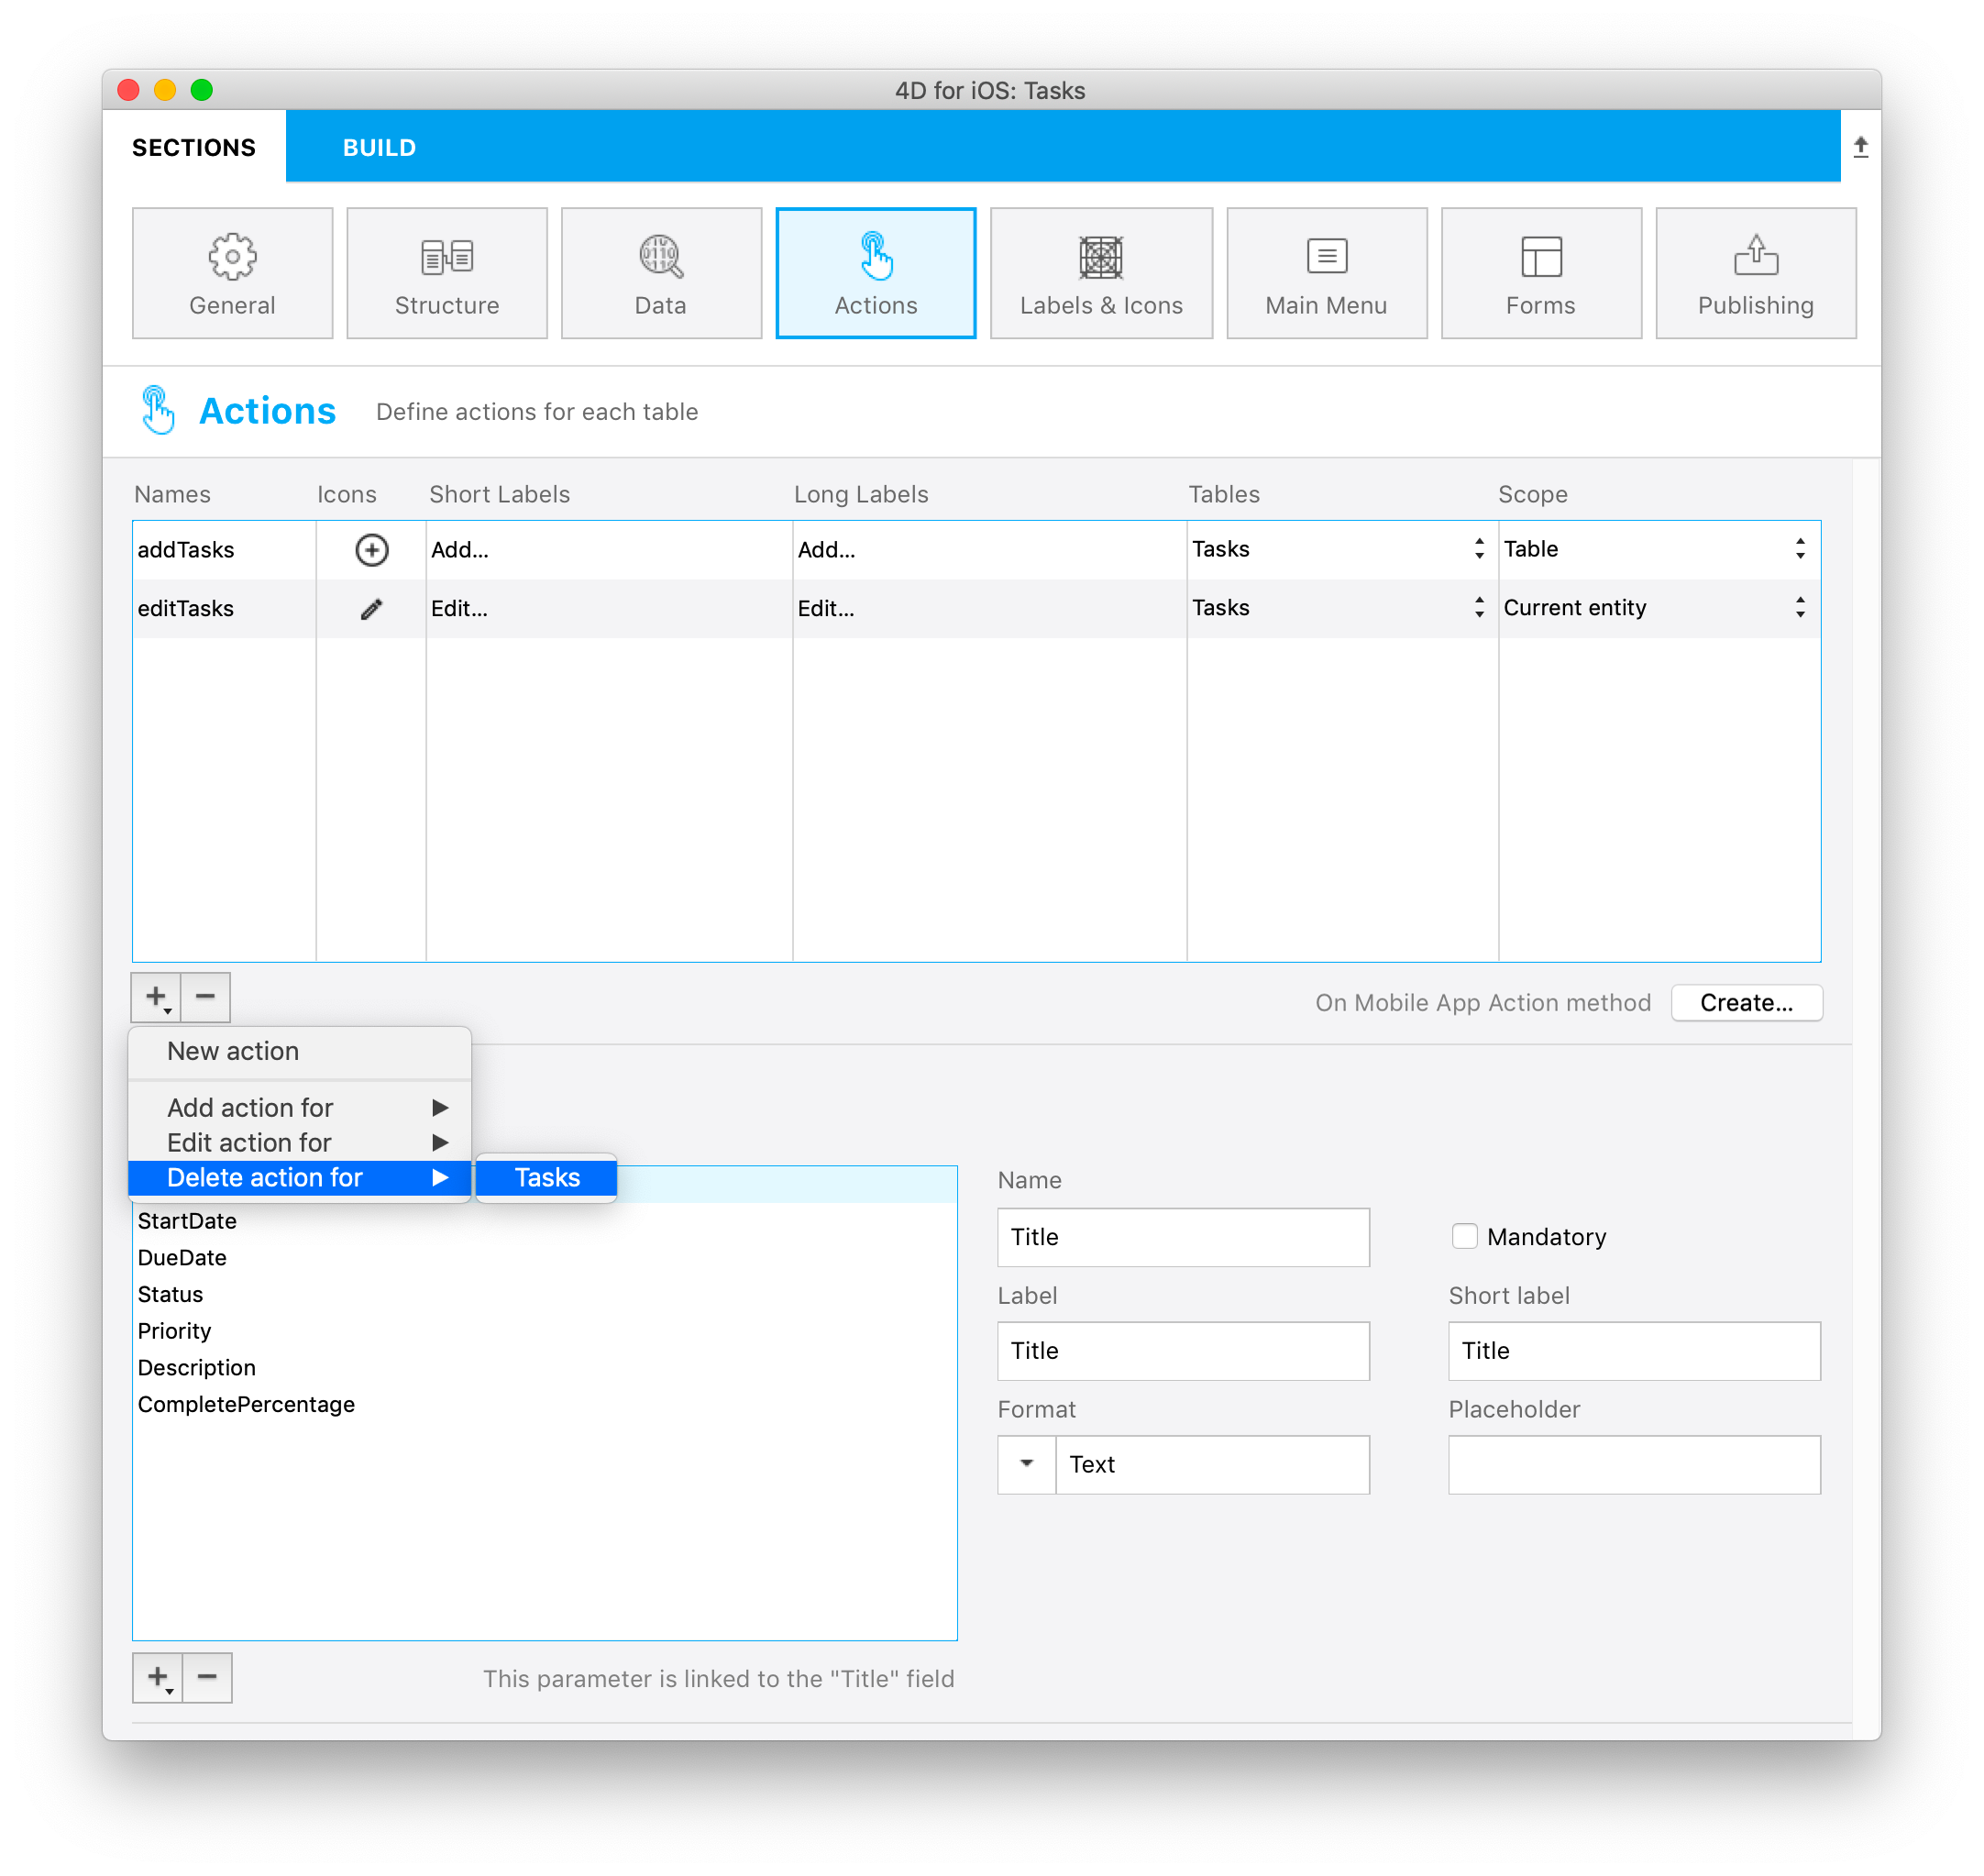 4D for iOS: Tasks
SECTIONS
BUILD
General
Structure
Data
Actions
Labels & Icons
Main Menu
Forms
Publishing
Actions
Define actions for each table
Names Icons Short Labels Long Labels Tables Scope
addTasks Add... Add... Tasks Table
editTasks Edit... Edit... Tasks Current entity
On Mobile App Action method
Create...
New action
Add action for
Edit action for
Delete action for
Tasks
StartDate
DueDate
Status
Priority
Description
CompletePercentage
Name
Title
Mandatory
Label
Short label
Title
Title
Format
Placeholder
Text
This parameter is linked to the "Title" field